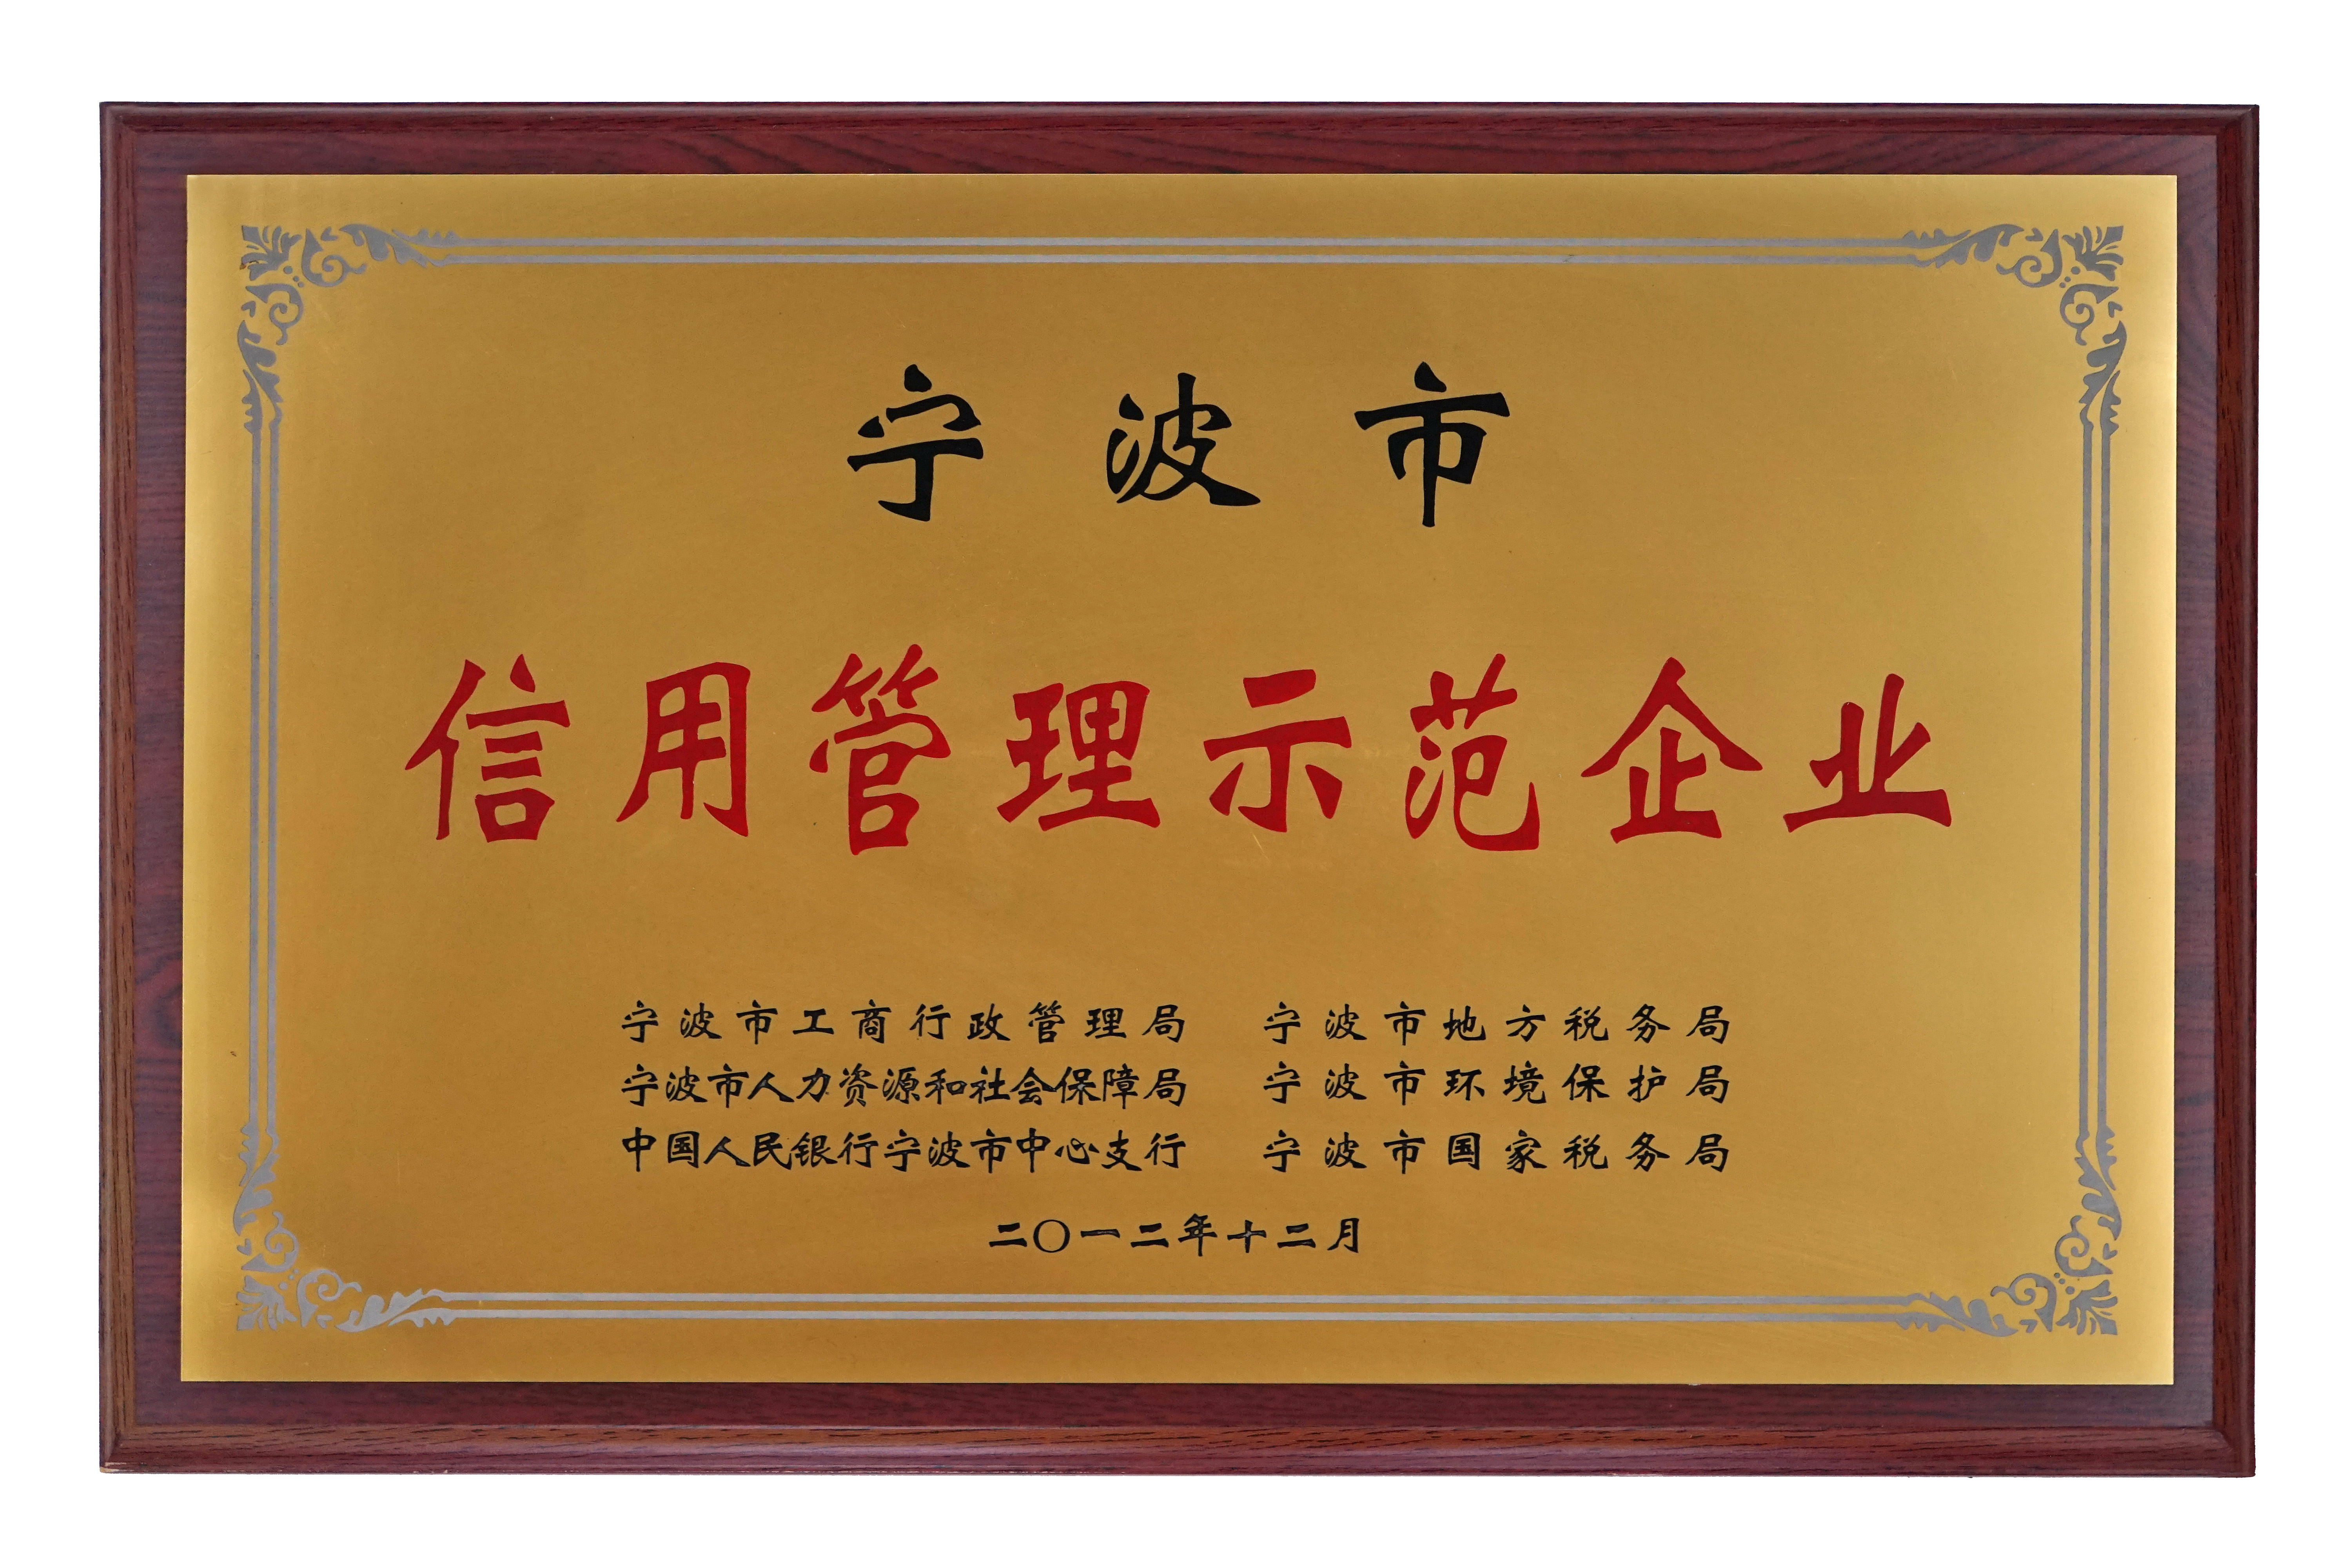 宁波市
信用管理示范企业
宁波市工商行政管理局 宁波市地方税务局
宁波市人力资源和社会保障局 宁波市环境保护局
中国人民银行宁波市中心支行 宁波市国家税务局
二〇一二年十二月